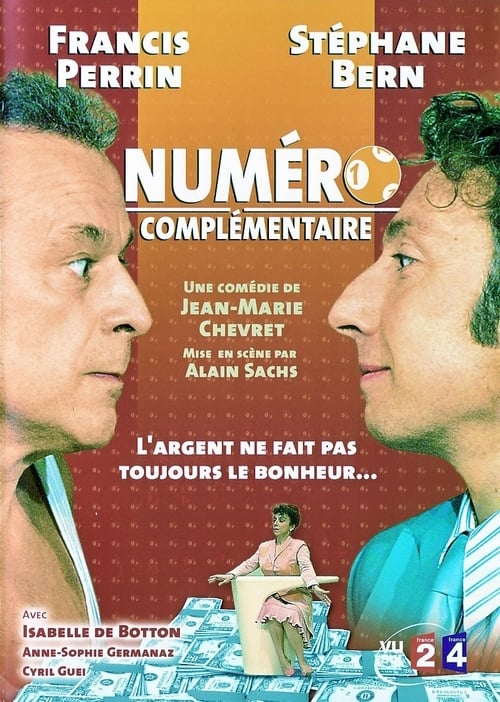 Francis
Perrin
Stéphane
Bern
NUMÉRO
COMPLÉMENTAIRE
Une comédie de
Jean-Marie
Chevret
Mise en scène par
Alain Sachs
L'ARGENT NE FAIT PAS
TOUJOURS LE BONHEUR...
Avec
Isabelle de Botton
Anne-Sophie Germanaz
Cyril Guei
VU
france 2
france 4